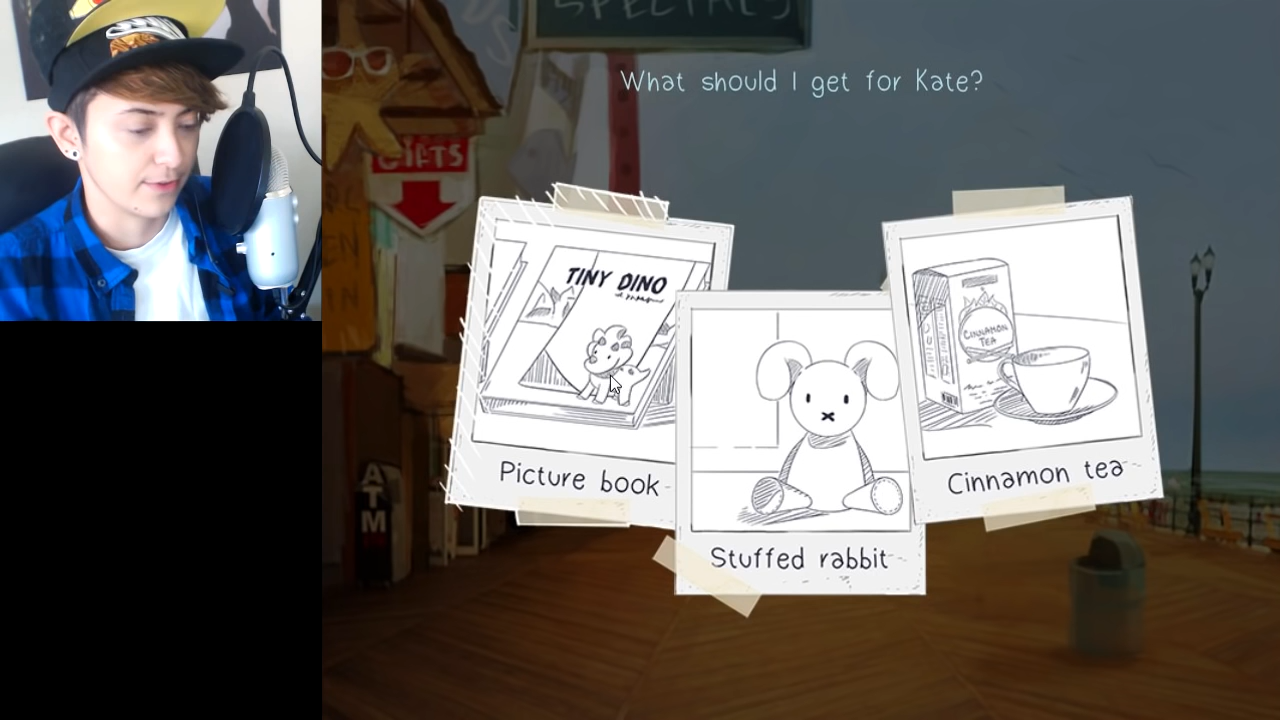 SPECIALS
What should I get for Kate?
GIFTS
TINY DINO
CINNAMON
TEA
Picture book
Cinnamon tea
ATM
Stuffed rabbit